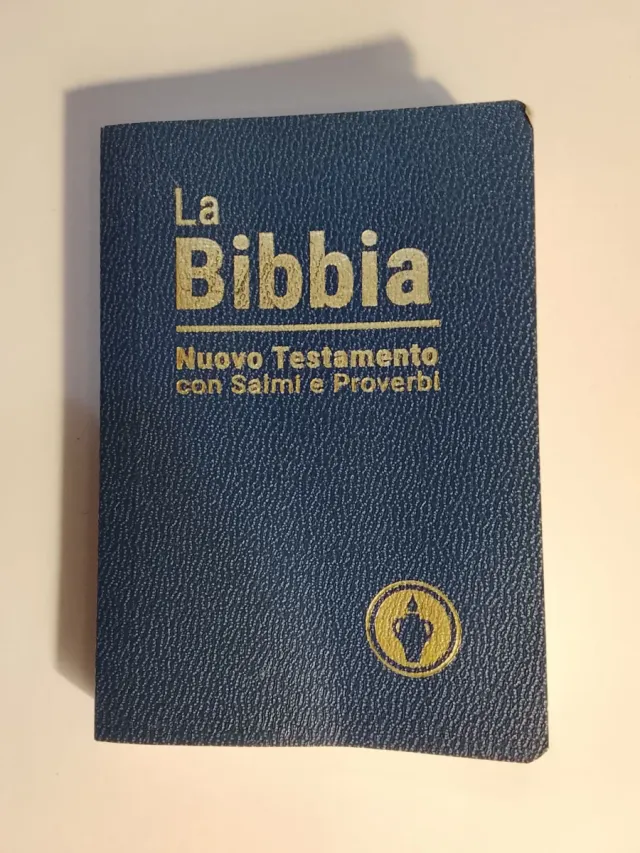 La
Bibbia
Nuovo Testamento
con Salmi e Proverbi